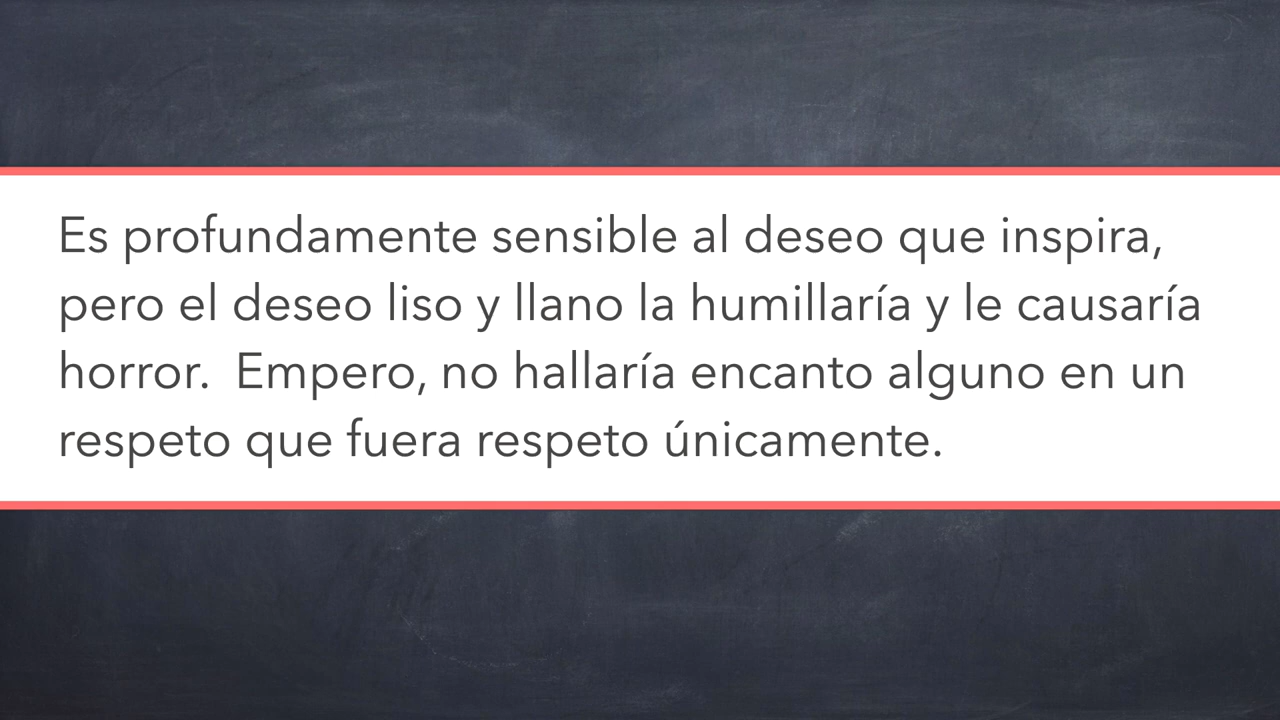 Es profundamente sensible al deseo que inspira,
pero el deseo liso y llano la humillaría y le causaría
horror.  Empero, no hallaría encanto alguno en un
respeto que fuera respeto únicamente.